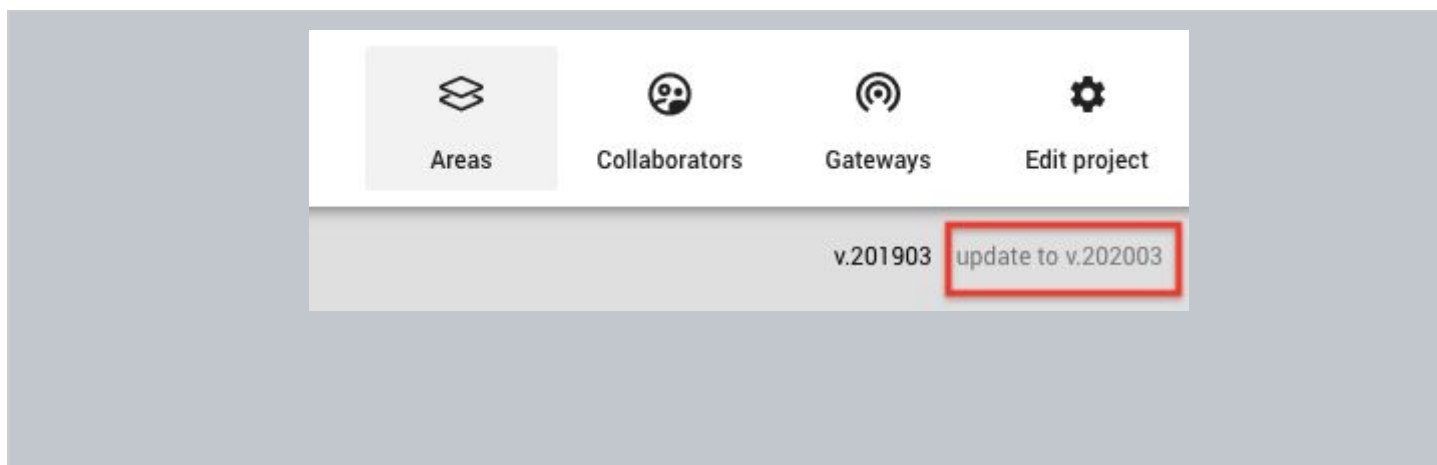 Areas Collaborators Gateways Edit project
v.201903 update to v.202003